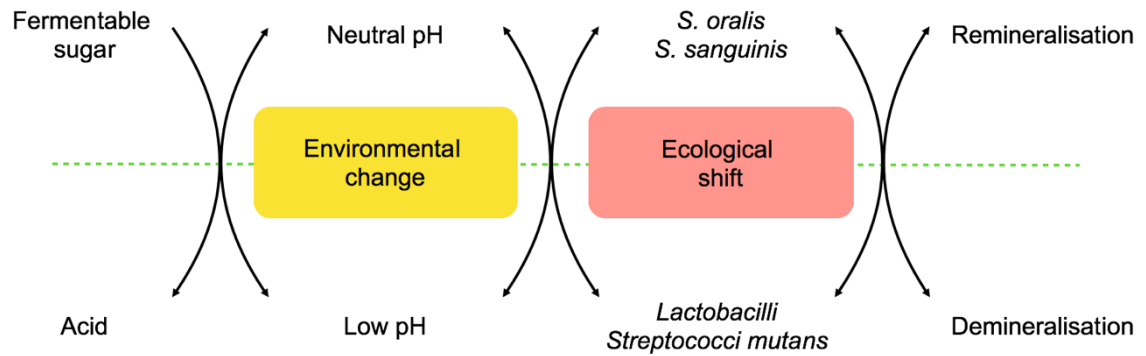 Fermentable
sugar
Neutral pH
S. oralis
S. sanguinis
Remineralisation
Environmental
change
Ecological
shift
Acid
Low pH
Lactobacilli
Streptococci mutans
Demineralisation